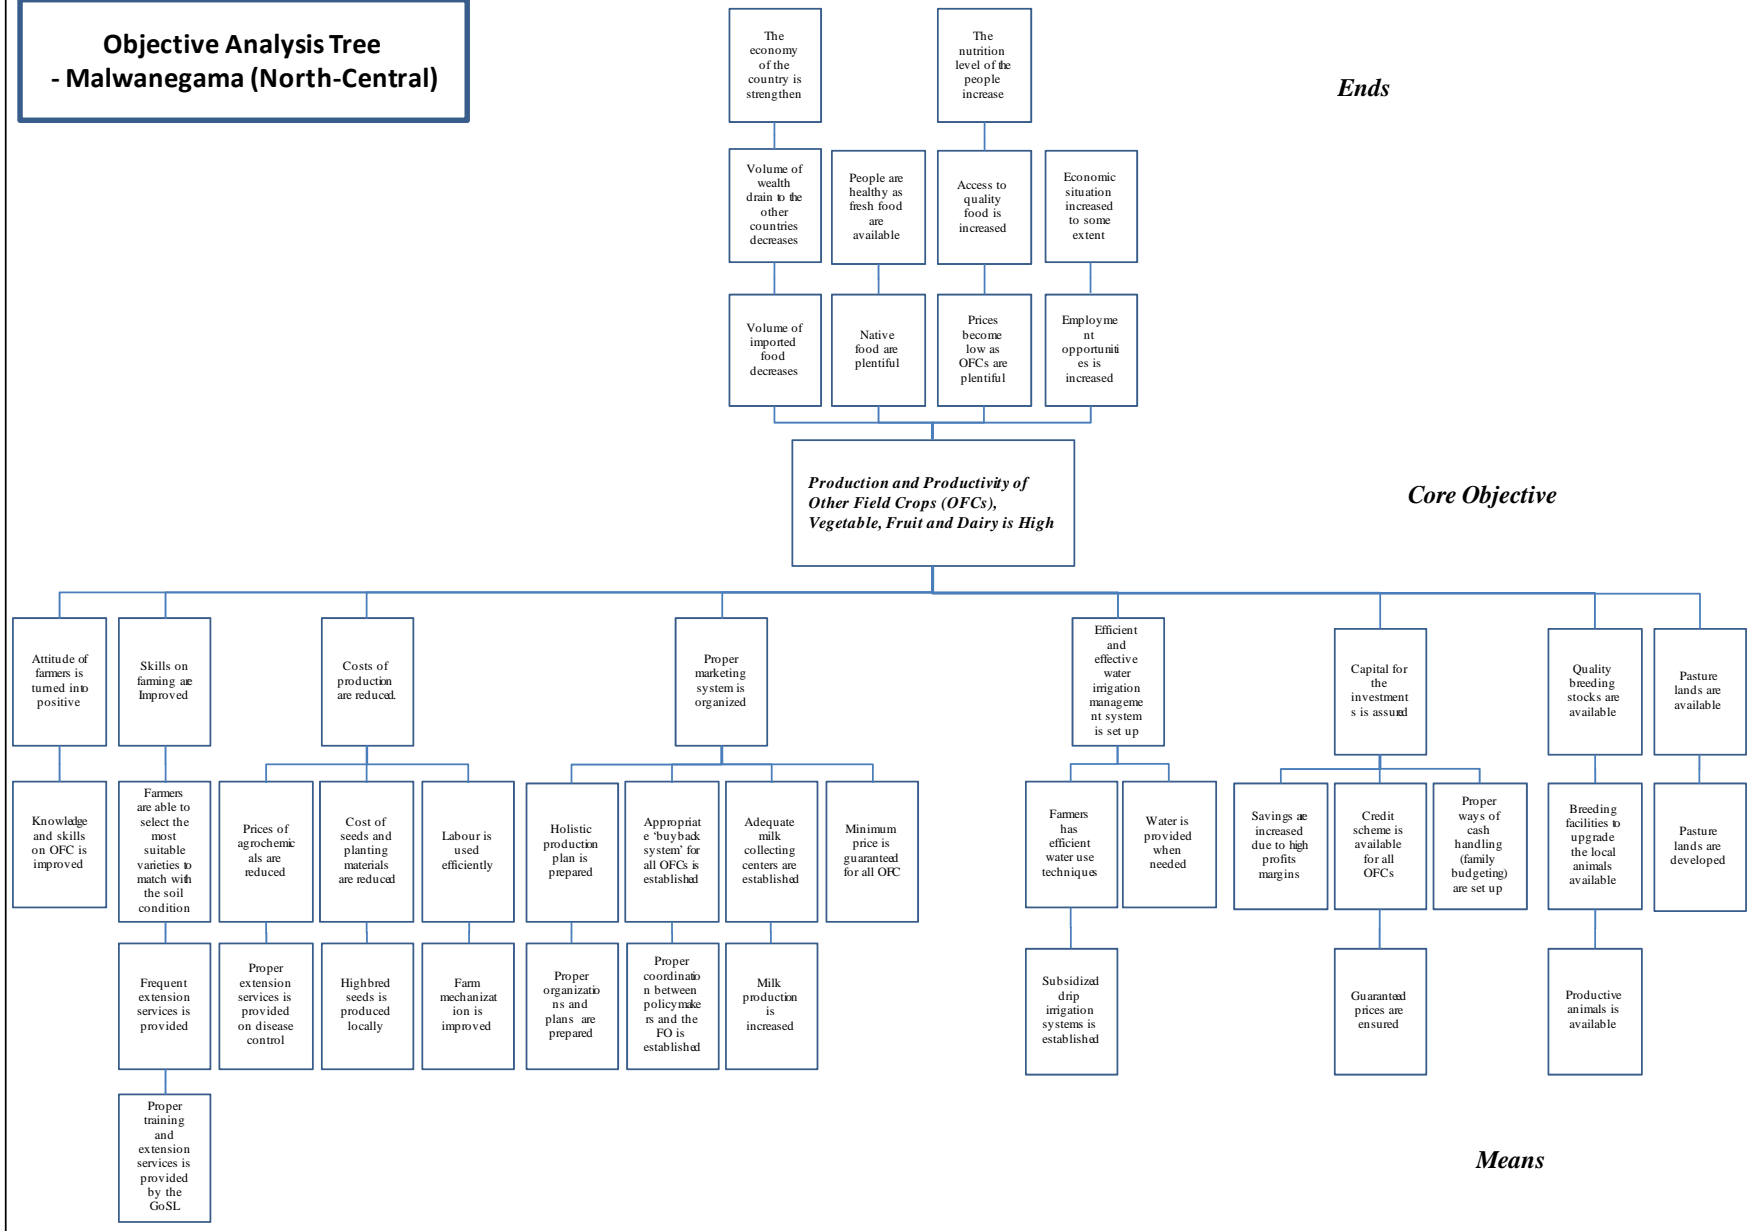 Objective Analysis Tree
- Malwanegama (North-Central)
The
economy
of the
country is
strengthen
The
nutrition
level of the
people
increase
Ends
Volume of
wealth
drain to the
other
countries
decreases
People are
healthy as
fresh food
are
available
Access to
quality
food is
increased
Economic
situation
increased
to some
extent
Volume of
imported
food
decreases
Native
food are
plentiful
Prices
become
low as
OFCs are
plentiful
Employme
nt
opportuniti
es is
increased
Production and Productivity of
Other Field Crops (OFCs),
Vegetable, Fruit and Dairy is High
Core Objective
Attitude of
farmers is
turned into
positive
Skills on
farming are
Improved
Costs of
production
are reduced.
Proper
marketing
system is
organized
Efficient
and
effective
water
irrigation
manageme
nt system
is set up
Capital for
the
investment
s is assured
Quality
breeding
stocks are
available
Pasture
lands are
available
Knowledge
and skills
on OFC is
improved
Farmers
are able to
select the
most
suitable
varieties to
match with
the soil
condition
Prices of
agrochemic
als are
reduced
Cost of
seeds and
planting
materials
are reduced
Labour is
used
efficiently
Holistic
production
plan is
prepared
Appropriat
e ‘buyback
system’ for
all OFCs is
established
Adequate
milk
collecting
centers are
established
Minimum
price is
guaranteed
for all OFC
Farmers
has
efficient
water use
techniques
Water is
provided
when
needed
Savings are
increased
due to high
profits
margins
Credit
scheme is
available
for all
OFCs
Proper
ways of
cash
handling
(family
budgeting)
are set up
Breeding
facilities to
upgrade
the local
animals
available
Pasture
lands are
developed
Frequent
extension
services is
provided
Proper
extension
services is
provided
on disease
control
Highbred
seeds is
produced
locally
Farm
mechanizat
ion is
improved
Proper
organizatio
ns and
plans are
prepared
Proper
coordinatio
n between
policymake
rs and the
FO is
established
Milk
production
is
increased
Subsidized
drip
irrigation
systems is
established
Guaranteed
prices are
ensured
Productive
animals is
available
Proper
training
and
extension
services is
provided
by the
GoSL
Means